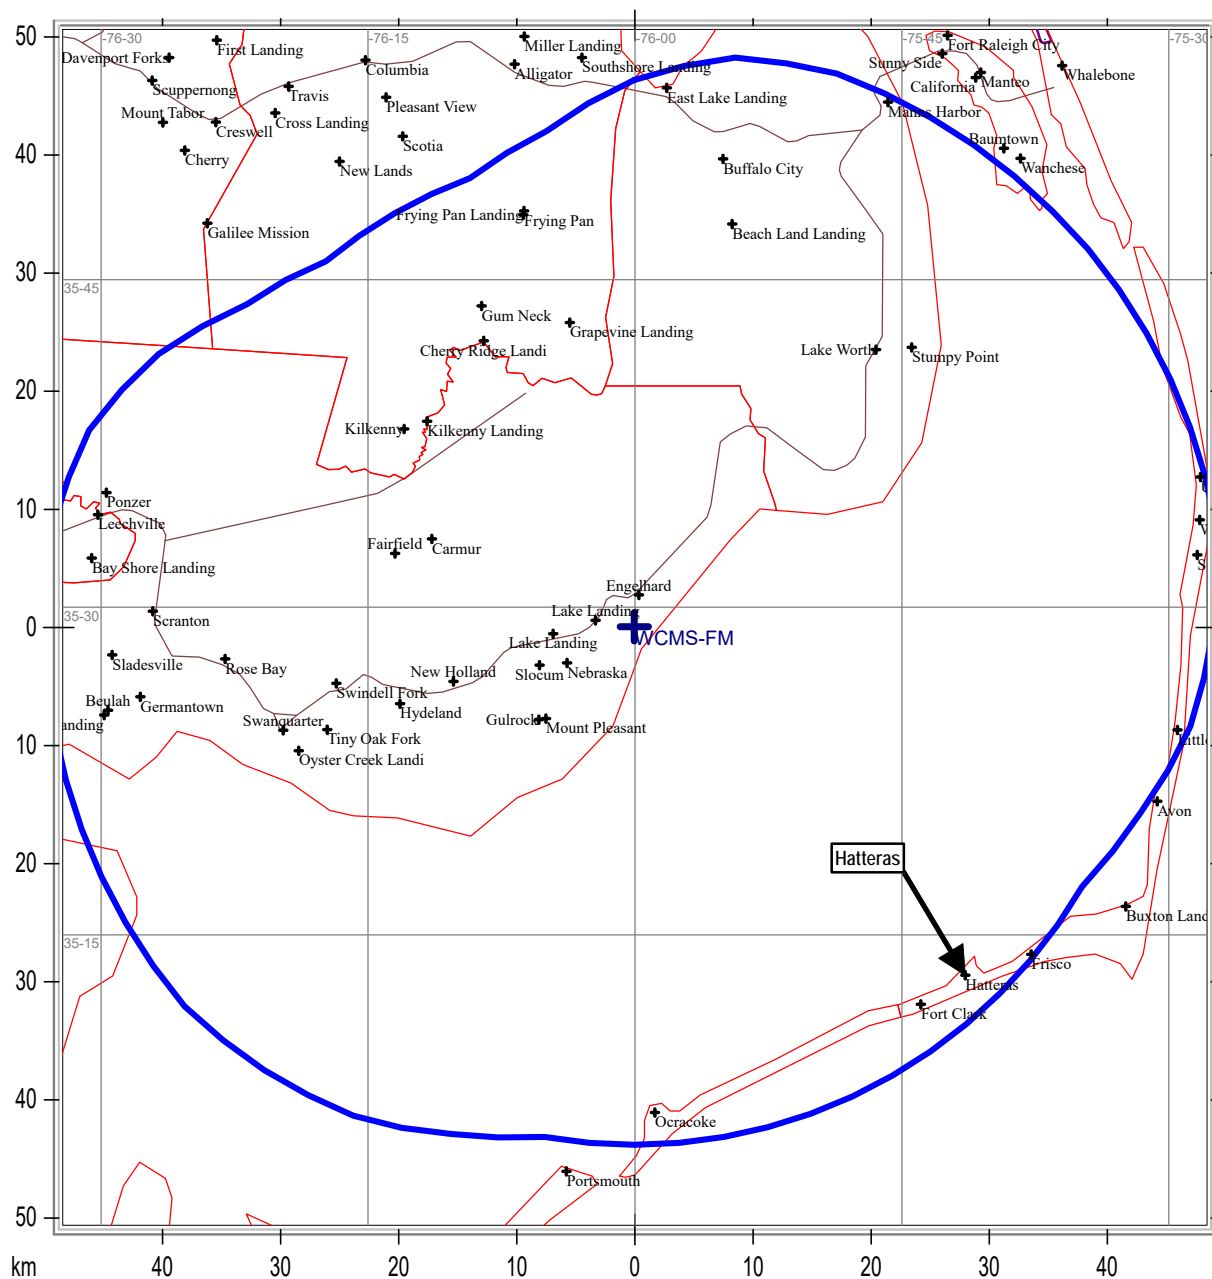 50
-76-30
-76-15
-76-00
-75-45
-75-30
First Landing
Miller Landing
Fort Raleigh City
Davenport Forks
Southshore Landing
Sunny Side
Columbia
Alligator
Whalebone
Scuppernong
Travis
East Lake Landing
California
Manteo
Pleasant View
Manns Harbor
Mount Tabor
Creswell
Cross Landing
Scotia
Baumtown
40
Cherry
New Lands
Buffalo City
Wanchese
Frying Pan Landing
Frying Pan
Galilee Mission
Beach Land Landing
30
35-45
Gum Neck
Grapevine Landing
Cherry Ridge Landi
Lake Worth
Stumpy Point
20
Kilkenny
Kilkenny Landing
Ponzer
10
Leechville
Fairfield
Carmur
Bay Shore Landing
Engelhard
35-30
Scranton
Lake Landing
0
WCMS-FM
Lake Landing
Sladesville
Rose Bay
New Holland
Slocum
Nebraska
Swindell Fork
Beulah
Germantown
Hydeland
anding
Swanquarter
Tiny Oak Fork
Gulrock
Mount Pleasant
Little
10
Oyster Creek Landi
Avon
20
Hatteras
Buxton Land
35-15
Frisco
30
Hatteras
Fort Clark
40
Ocracoke
Portsmouth
50
km
40
30
20
10
0
10
20
30
40